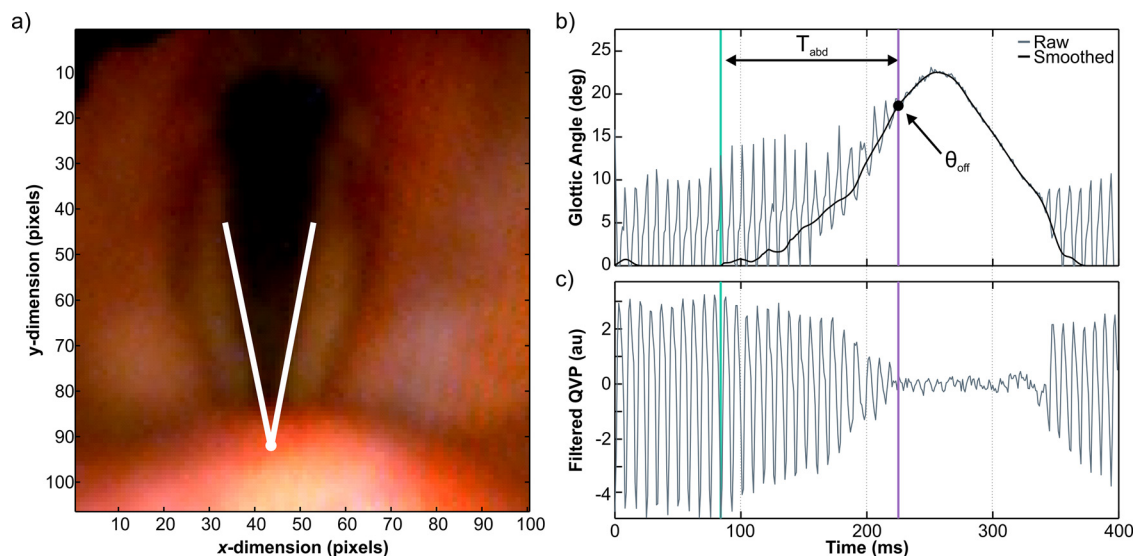 a)
10
20
30
40
50
60
70
80
90
100
y-dimension (pixels)
10 20 30 40 50 60 70 80 90 100
x-dimension (pixels)
b)
25
20
15
10
5
0
Glottic Angle (deg)
T abd
Raw
Smoothed
θ off
c)
2
0
-2
-4
Filtered QVP (au)
0 100 200 300 400
Time (ms)